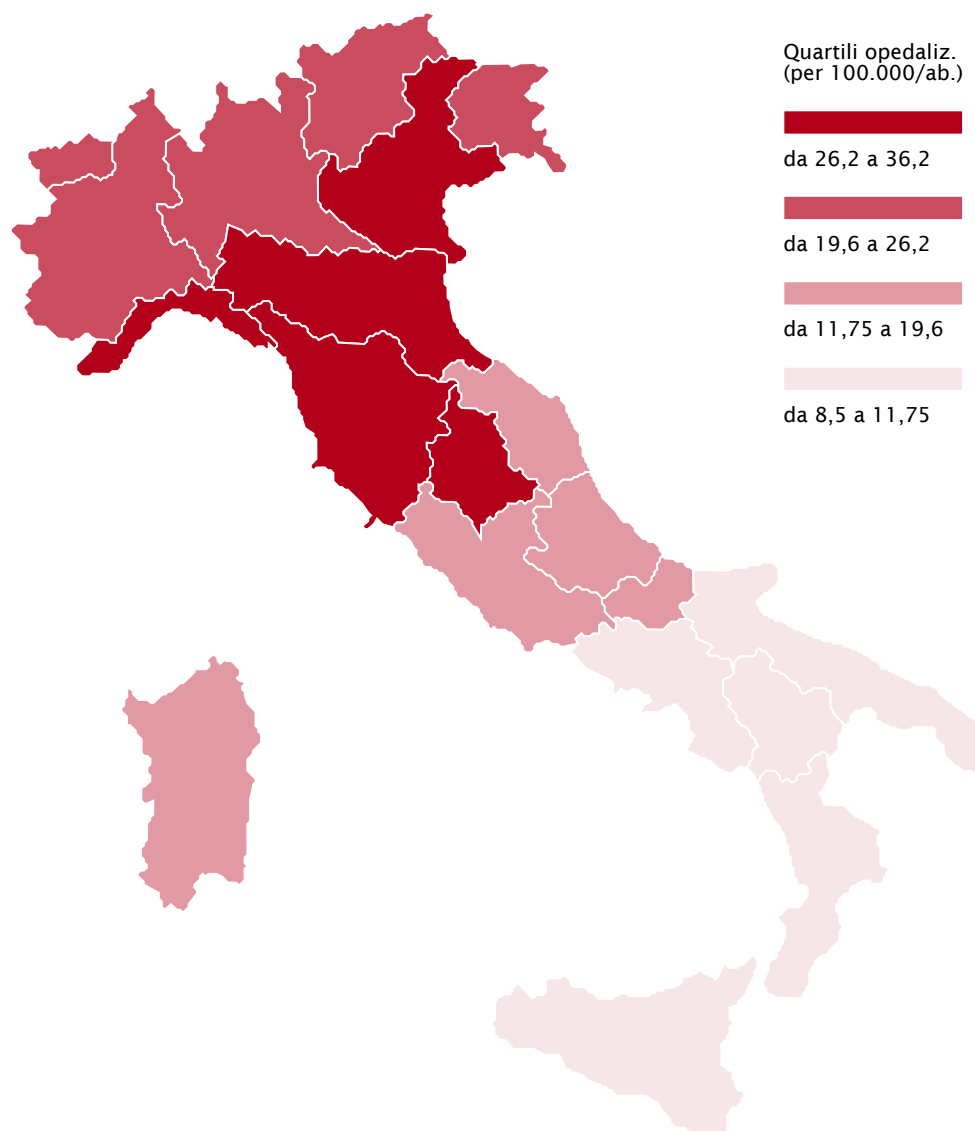 Quartili opedaliz.
(per 100.000/ab.)
da 26,2 a 36,2
da 19,6 a 26,2
da 11,75 a 19,6
da 8,5 a 11,75